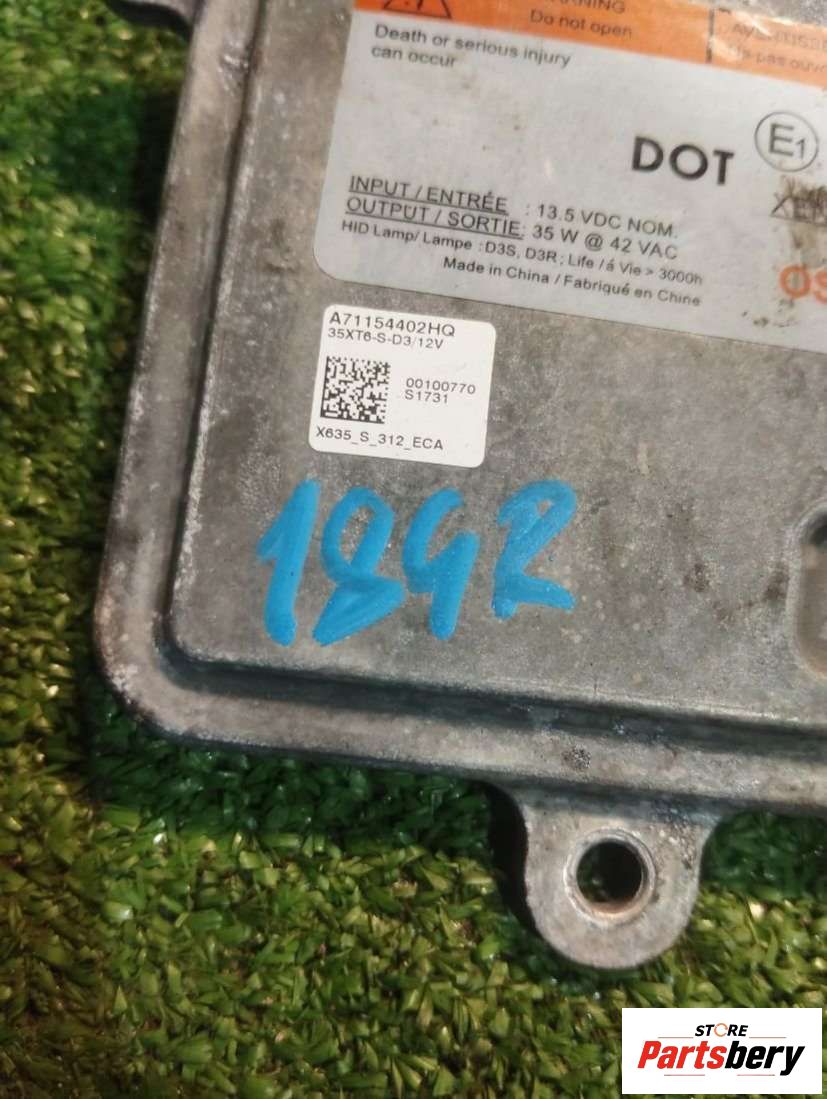 WARNING
Do not open
Death or serious injury
can occur
DOT
E1
INPUT / ENTRÉE : 13.5 VDC NOM.
OUTPUT / SORTIE: 35 W @ 42 VAC
HID Lamp/ Lampe : D3S, D3R; Life / á Vie > 3000h
Made in China / Fabriqué en Chine
A71154402HQ
35XT6-S-D3/12V
00100770
S1731
X635_S_312_ECA
184R
STORE
Partsbery